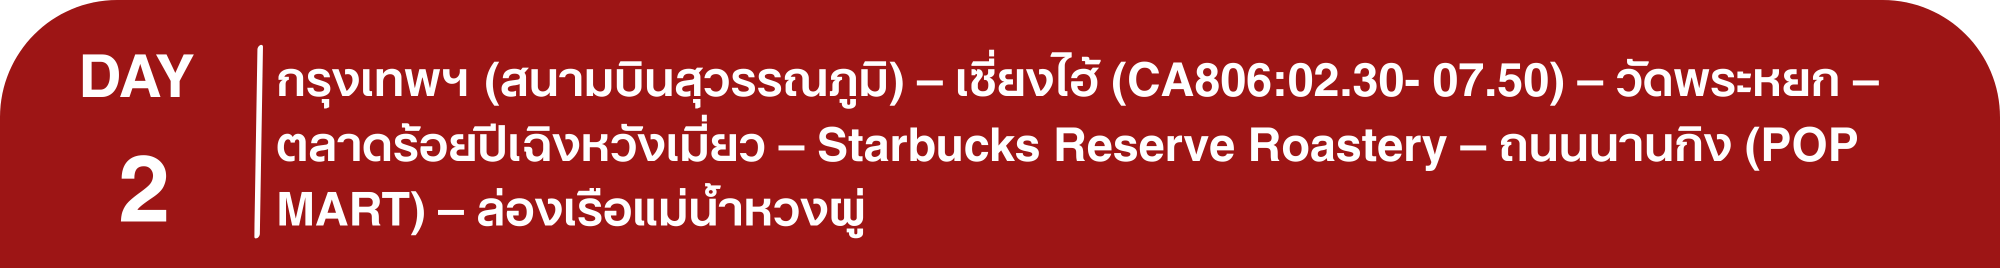 DAY
2
กรุงเทพฯ (สนามบินสุวรรณภูมิ) – เซี่ยงไฮ้ (CA806:02.30- 07.50) – วัดพระหยก –
ตลาดร้อยปีเฉิงหวังเมี่ยว – Starbucks Reserve Roastery – ถนนนานกิง (POP
MART) – ล่องเรือแม่น้ำหวงผู่